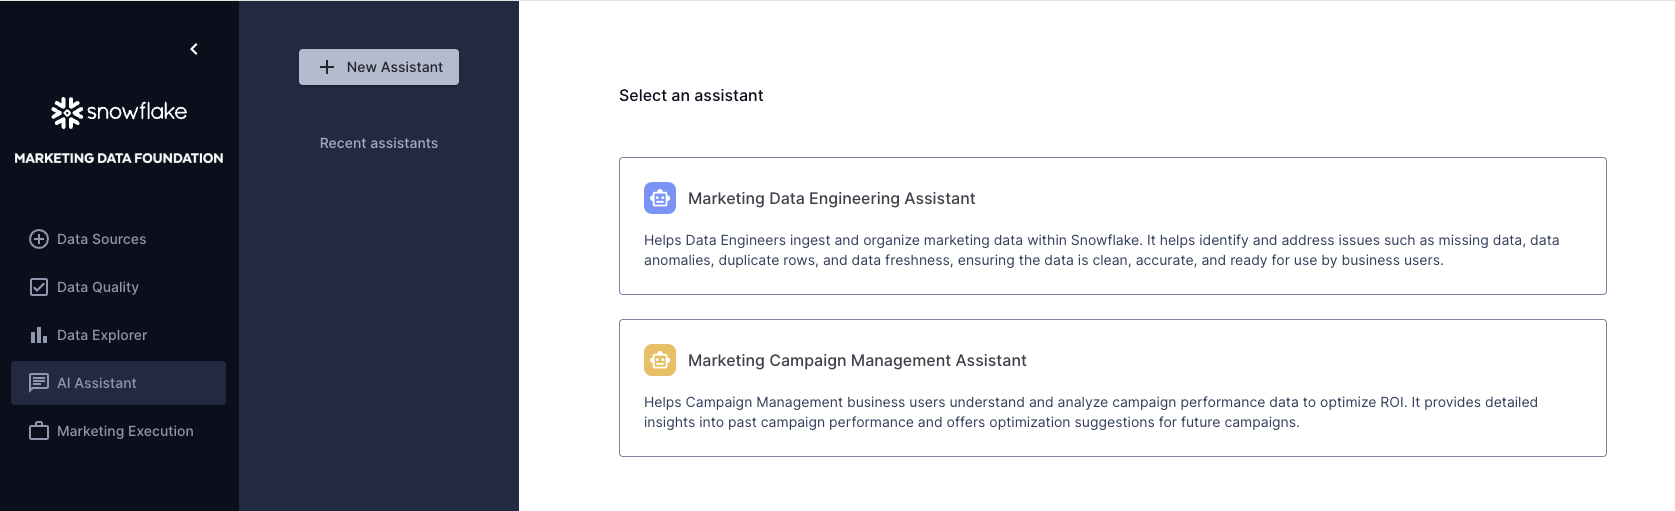 snowflake
MARKETING DATA FOUNDATION
Data Sources
Data Quality
Data Explorer
AI Assistant
Marketing Execution
New Assistant
Recent assistants
Select an assistant
Marketing Data Engineering Assistant
Helps Data Engineers ingest and organize marketing data within Snowflake. It helps identify and address issues such as missing data, data
anomalies, duplicate rows, and data freshness, ensuring the data is clean, accurate, and ready for use by business users.
Marketing Campaign Management Assistant
Helps Campaign Management business users understand and analyze campaign performance data to optimize ROI. It provides detailed
insights into past campaign performance and offers optimization suggestions for future campaigns.